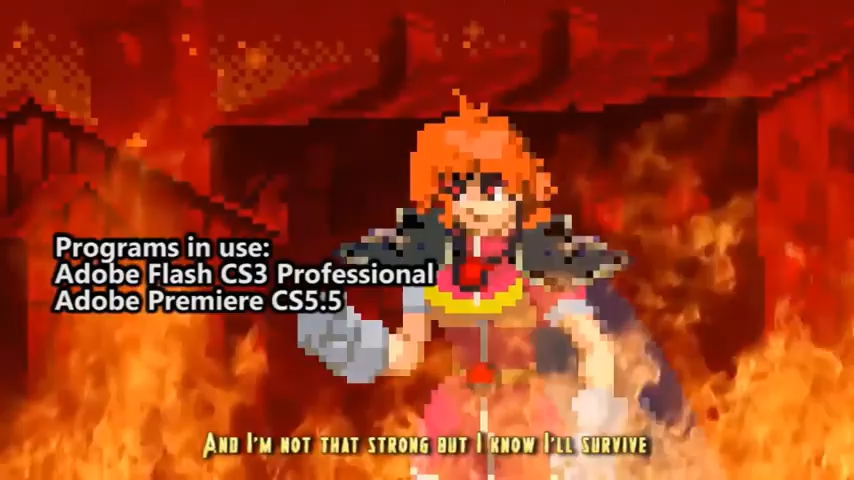 Programs in use:
Adobe Flash CS3 Professional
Adobe Premiere CS5.5
And I'm not that strong but I know I'll survive